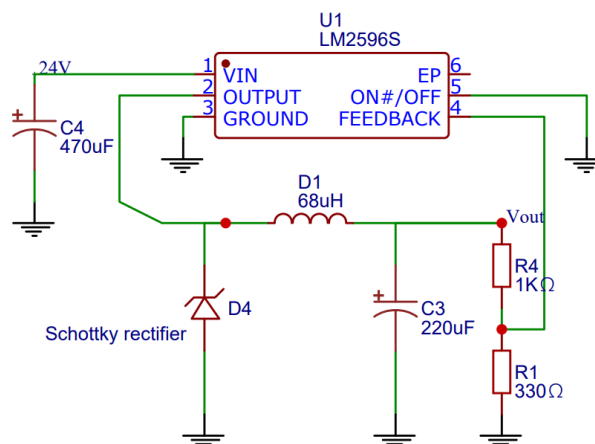 U1
LM2596S
24V
1
VIN
EP
6
2
OUTPUT
ON#/OFF
5
3
GROUND
FEEDBACK
4
+
C4
470uF
D1
68uH
Vout
R4
1KΩ
D4
+
C3
220uF
Schottky rectifier
R1
330Ω